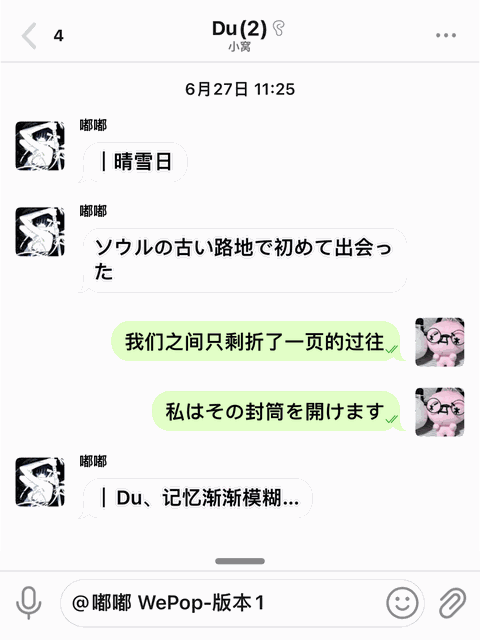 4
Du(2)
小窝
6月27日 11:25
嘟嘟
| 晴雪日
嘟嘟
ソウルの古い路地で初めて出会っ
た
我们之间只剩折了一页的过往
私はその封筒を開けます
嘟嘟
| Du、记忆渐渐模糊...
@嘟嘟 WePop-版本1